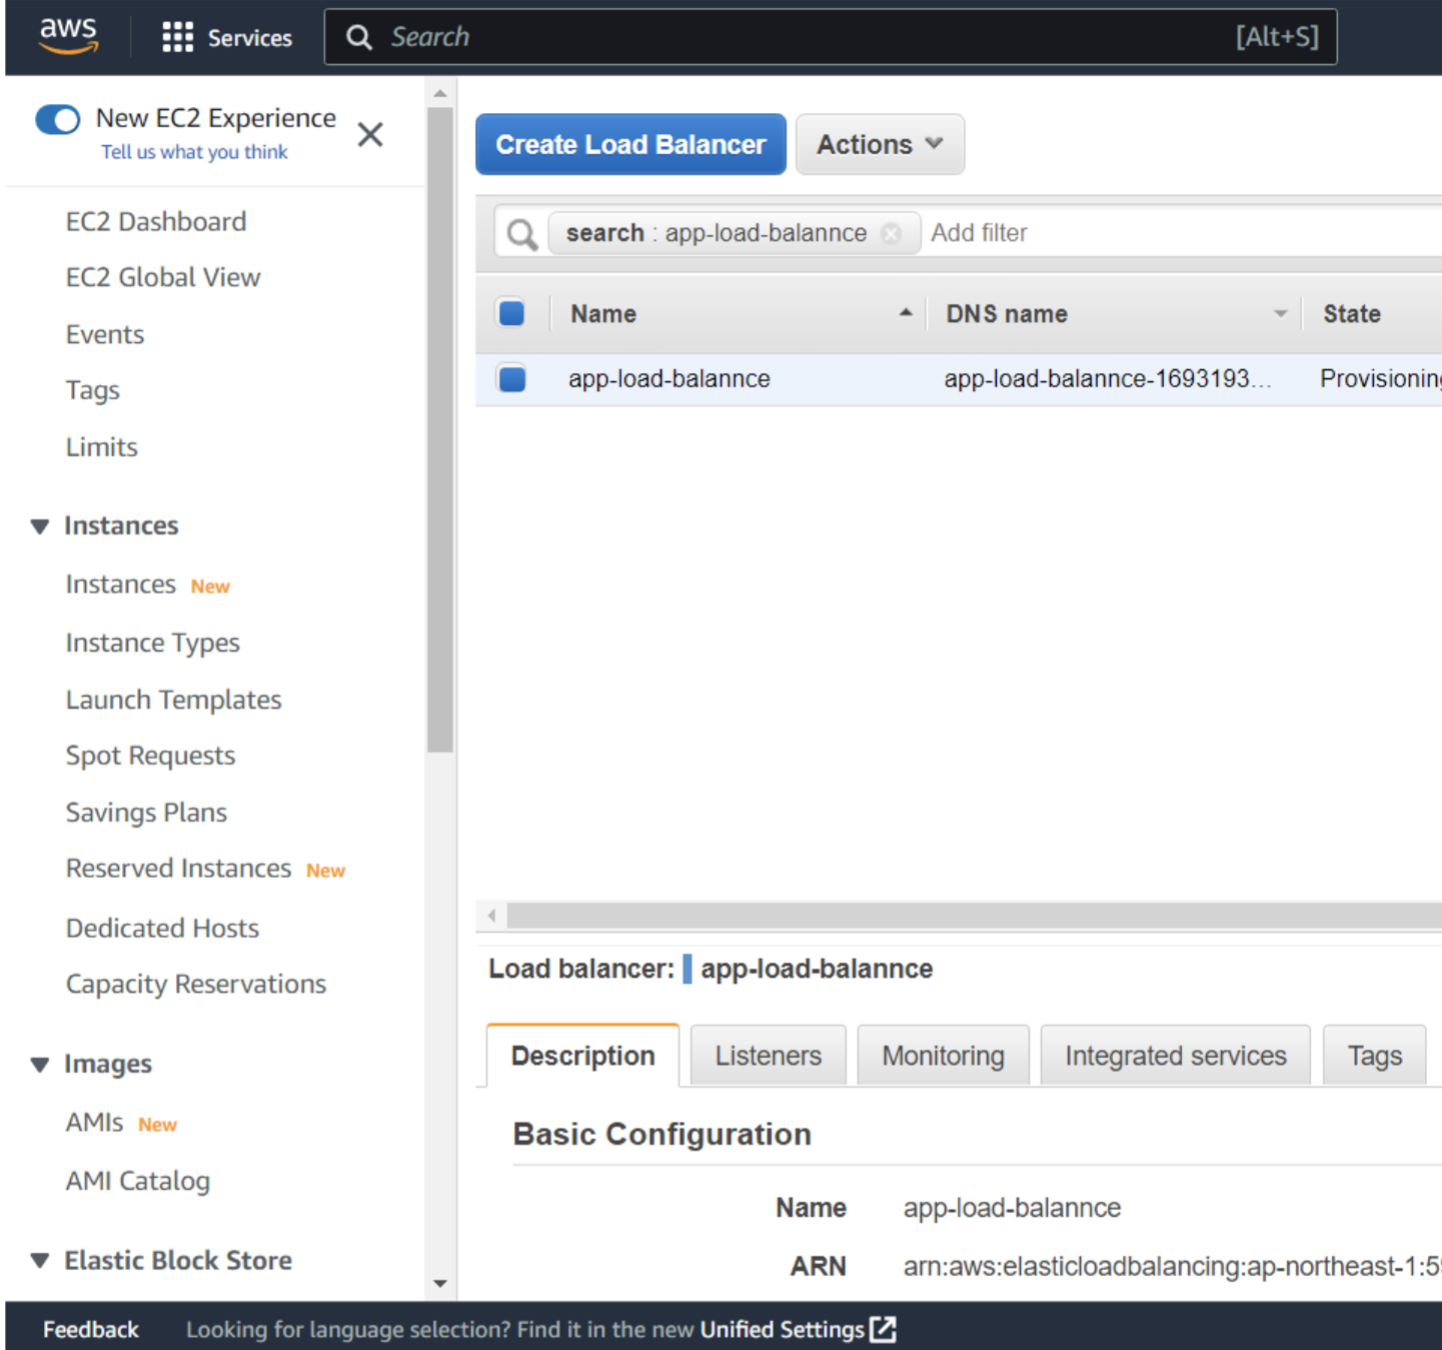 aws
Services
Search
[Alt+S]
New EC2 Experience
Tell us what you think
EC2 Dashboard
EC2 Global View
Events
Tags
Limits
Instances
Instances New
Instance Types
Launch Templates
Spot Requests
Savings Plans
Reserved Instances New
Dedicated Hosts
Capacity Reservations
Images
AMIs New
AMI Catalog
Elastic Block Store
Create Load Balancer
Actions
search : app-load-balannce
Add filter
Name
DNS name
State
app-load-balannce
app-load-balannce-1693193...
Provisioning
Load balancer: app-load-balannce
Description
Listeners
Monitoring
Integrated services
Tags
Basic Configuration
Name app-load-balannce
ARN arn:aws:elasticloadbalancing:ap-northeast-1:5
Feedback
Looking for language selection? Find it in the new Unified Settings